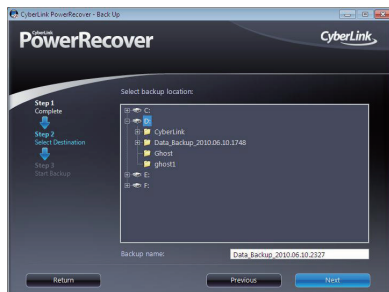 CyberLink PowerRecover - Back Up
CyberLink
PowerRecover
CyberLink
Select backup location:
Step 1
Complete
Step 2
Select Destination
Step 3
Start Backup
C:
D:
CyberLink
Data_Backup_2010.06.10.1748
Ghost
ghost1
E:
F:
Backup name:
Data_Backup_2010.06.10.2327
Return
Previous
Next